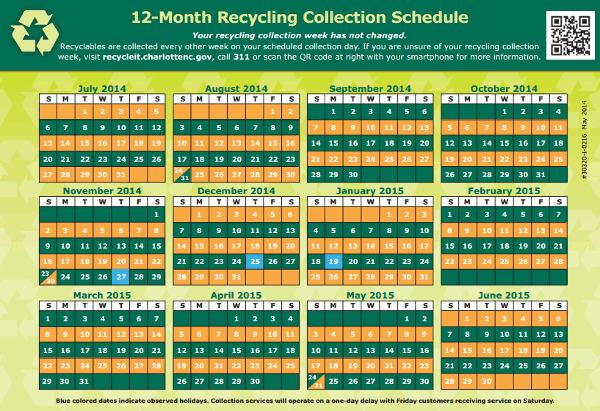 12-Month Recycling Collection Schedule
Your recycling collection week has not changed.
Recyclables are collected every other week on your scheduled collection day. If you are unsure of your recycling collection
week, visit recycleit.charlottenc.gov, call 311 or scan the QR code at right with your smartphone for more information.
July 2014
S M T W T F S
1 2 3 4 5
6 7 8 9 10 11 12
13 14 15 16 17 18 19
20 21 22 23 24 25 26
27 28 29 30 31
August 2014
S M T W T F S
1 2
3 4 5 6 7 8 9
10 11 12 13 14 15 16
17 18 19 20 21 22 23
24/31 25 26 27 28 29 30
September 2014
S M T W T F S
1 2 3 4 5 6
7 8 9 10 11 12 13
14 15 16 17 18 19 20
21 22 23 24 25 26 27
28 29 30
October 2014
S M T W T F S
1 2 3 4
5 6 7 8 9 10 11
12 13 14 15 16 17 18
19 20 21 22 23 24 25
26 27 28 29 30 31
#30320-I-0216 May 2014
November 2014
S M T W T F S
1
2 3 4 5 6 7 8
9 10 11 12 13 14 15
16 17 18 19 20 21 22
23/30 24 25 26 27 28 29
December 2014
S M T W T F S
1 2 3 4 5 6
7 8 9 10 11 12 13
14 15 16 17 18 19 20
21 22 23 24 25 26 27
28 29 30 31
January 2015
S M T W T F S
1 2 3
4 5 6 7 8 9 10
11 12 13 14 15 16 17
18 19 20 21 22 23 24
25 26 27 28 29 30 31
February 2015
S M T W T F S
1 2 3 4 5 6 7
8 9 10 11 12 13 14
15 16 17 18 19 20 21
22 23 24 25 26 27 28
March 2015
S M T W T F S
1 2 3 4 5 6 7
8 9 10 11 12 13 14
15 16 17 18 19 20 21
22 23 24 25 26 27 28
29 30 31
April 2015
S M T W T F S
1 2 3 4
5 6 7 8 9 10 11
12 13 14 15 16 17 18
19 20 21 22 23 24 25
26 27 28 29 30
May 2015
S M T W T F S
1 2
3 4 5 6 7 8 9
10 11 12 13 14 15 16
17 18 19 20 21 22 23
24/31 25 26 27 28 29 30
June 2015
S M T W T F S
1 2 3 4 5 6
7 8 9 10 11 12 13
14 15 16 17 18 19 20
21 22 23 24 25 26 27
28 29 30
Blue colored dates indicate observed holidays. Collection services will operate on a one-day delay with Friday customers receiving service on Saturday.